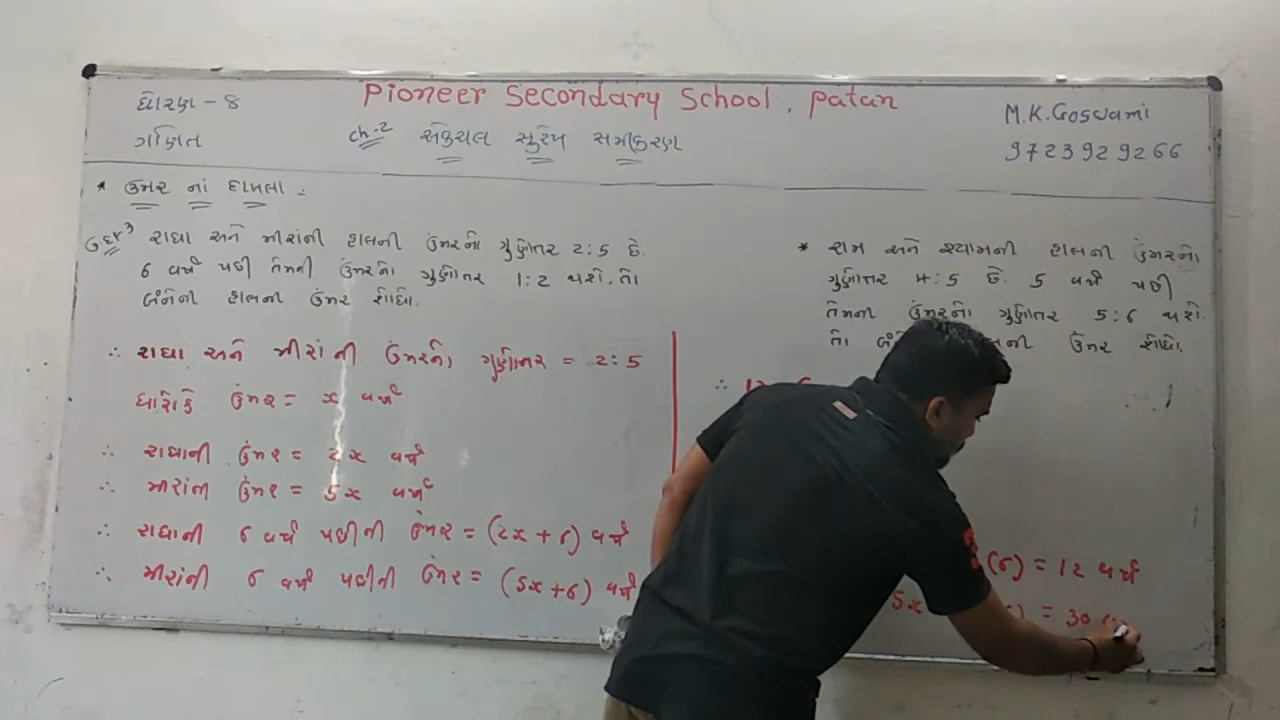 ધોરણ - ૮
Pioneer Secondary School, Patan
M.K.Goswami
ગણિત
ch-2 એકચલ સુરેખ સમીકરણ
9723929266
* ઉંમર નાં દાખલા :
ઉદા³ રાધા અને મીરાંની હાલની ઉંમરનો ગુણોત્તર 2:5 છે.
6 વર્ષ પછી તેમની ઉંમરનો ગુણોત્તર 1:2 થશે. તો
બંનેની હાલની ઉંમર શોધો.
∴ રાધા અને મીરાં ની ઉંમરનો ગુણોત્તર = 2:5
ધારોકે ઉંમર = x વર્ષ
∴ રાધાની ઉંમર = 2x વર્ષ
∴ મીરાંની ઉંમર = 5x વર્ષ
∴ રાધાની 6 વર્ષ પછીની ઉંમર = (2x + 6) વર્ષ
∴ મીરાંની 6 વર્ષ પછીની ઉંમર = (5x+6) વર્ષ
* રામ અને શ્યામની હાલની ઉંમરનો
ગુણોત્તર 4:5 છે. 5 વર્ષ પછી
તેમની ઉંમરનો ગુણોત્તર 5:6 થશે.
તો ની ઉંમર શોધો.
∴ 12
(6) = 12 વર્ષ
5x = 30